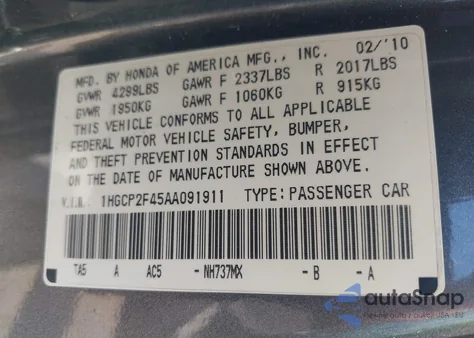 MFD. BY HONDA OF AMERICA MFG., INC. 02/'10
GVWR 4299LBS GAWR F 2337LBS R 2017LBS
GVWR 1950KG GAWR F 1060KG R 915KG
THIS VEHICLE CONFORMS TO ALL APPLICABLE
FEDERAL MOTOR VEHICLE SAFETY, BUMPER,
AND THEFT PREVENTION STANDARDS IN EFFECT
ON THE DATE OF MANUFACTURE SHOWN ABOVE.
V.I.N. 1HGCP2F45AA091911 TYPE: PASSENGER CAR
TA5 A AC5 -NH737MX -B -A
autoSnap